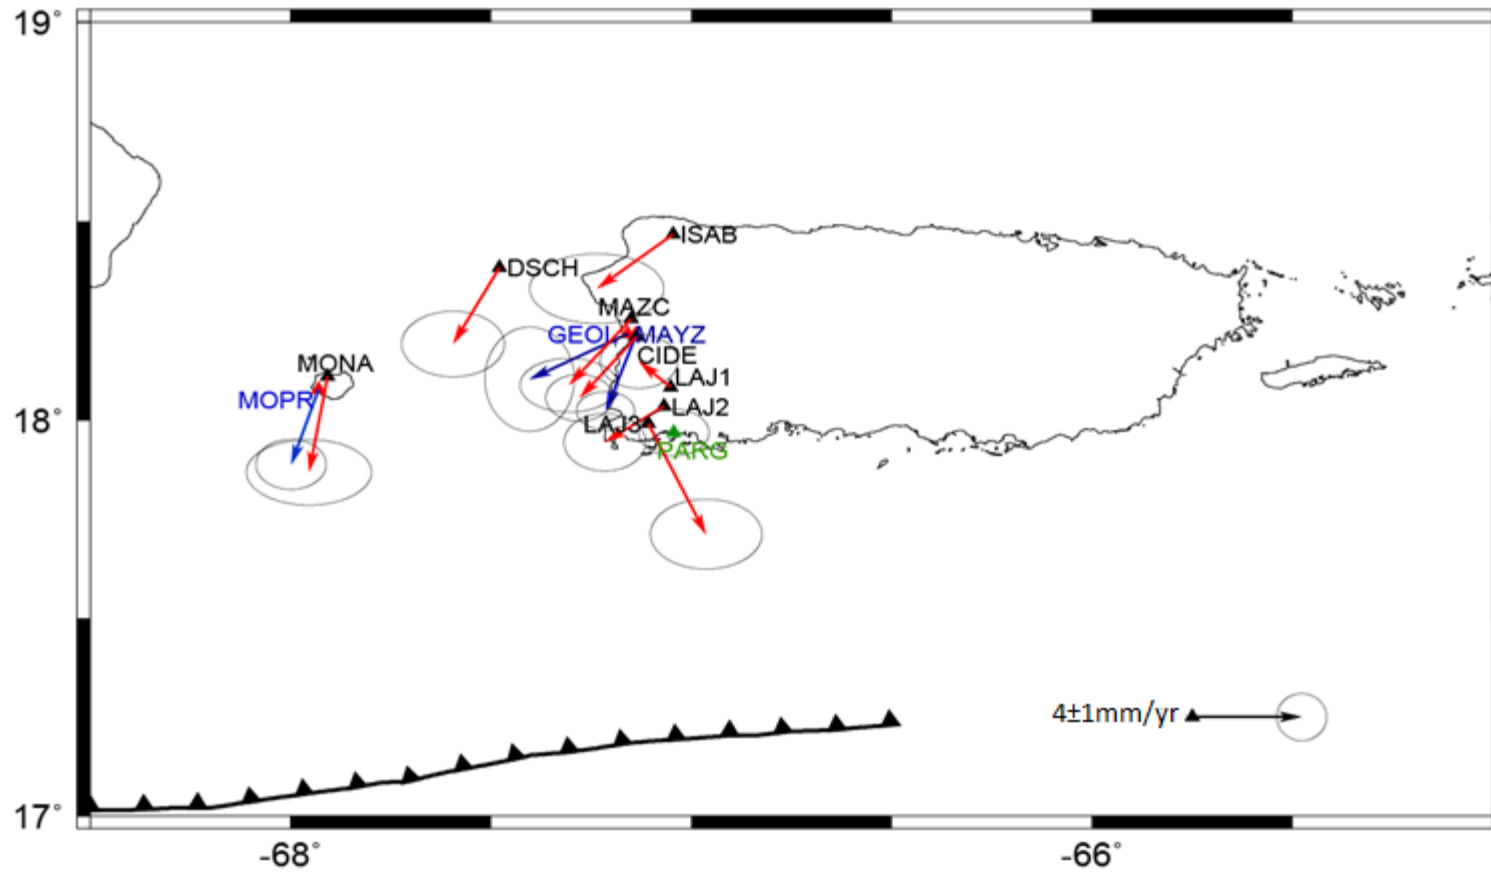 19°
ISAB
DSCH
MAZC
GEOL
MAYZ
CIDE
MONA
LAJ1
MOPR
LAJ2
LAJ3
PARG
4±1mm/yr
17°
18°
-68°
-66°